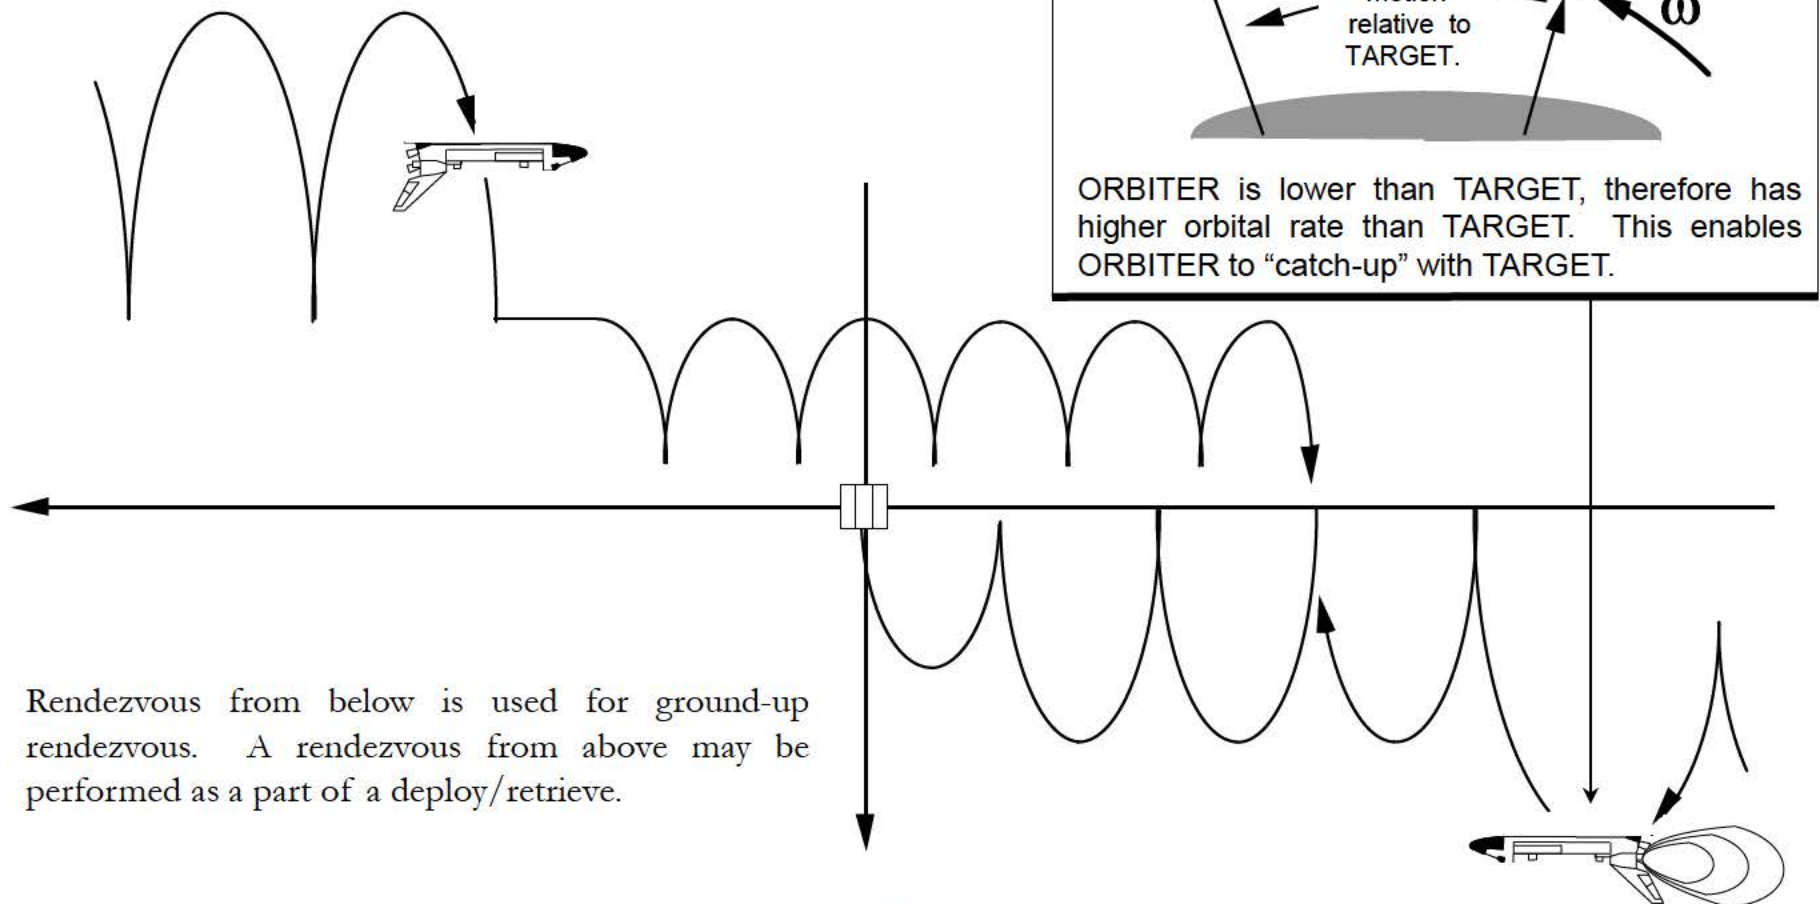 relative to
TARGET.
ω
ORBITER is lower than TARGET, therefore has
higher orbital rate than TARGET. This enables
ORBITER to “catch-up” with TARGET.
Rendezvous from below is used for ground-up
rendezvous. A rendezvous from above may be
performed as a part of a deploy/retrieve.